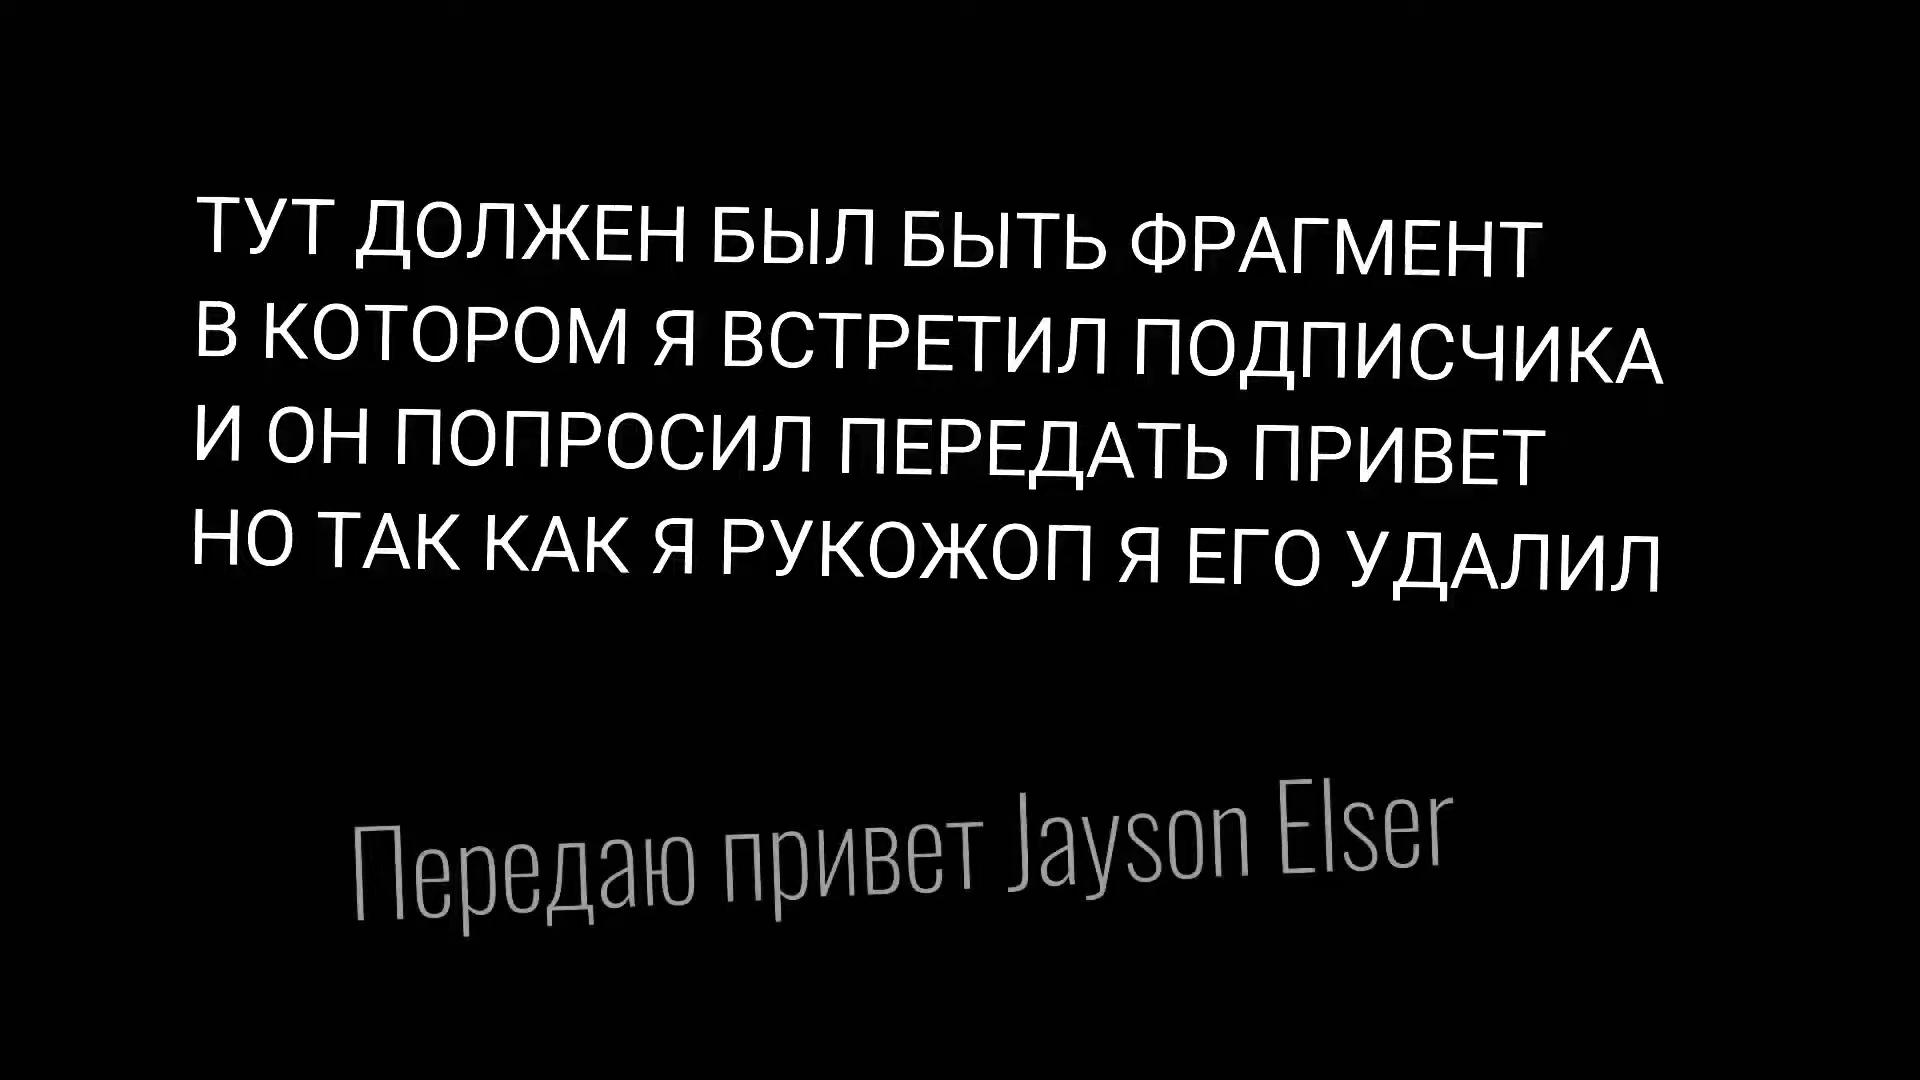 ТУТ ДОЛЖЕН БЫЛ БЫТЬ ФРАГМЕНТ
В КОТОРОМ Я ВСТРЕТИЛ ПОДПИСЧИКА
И ОН ПОПРОСИЛ ПЕРЕДАТЬ ПРИВЕТ
НО ТАК КАК Я РУКОЖОП Я ЕГО УДАЛИЛ
Передаю привет Jayson Elser